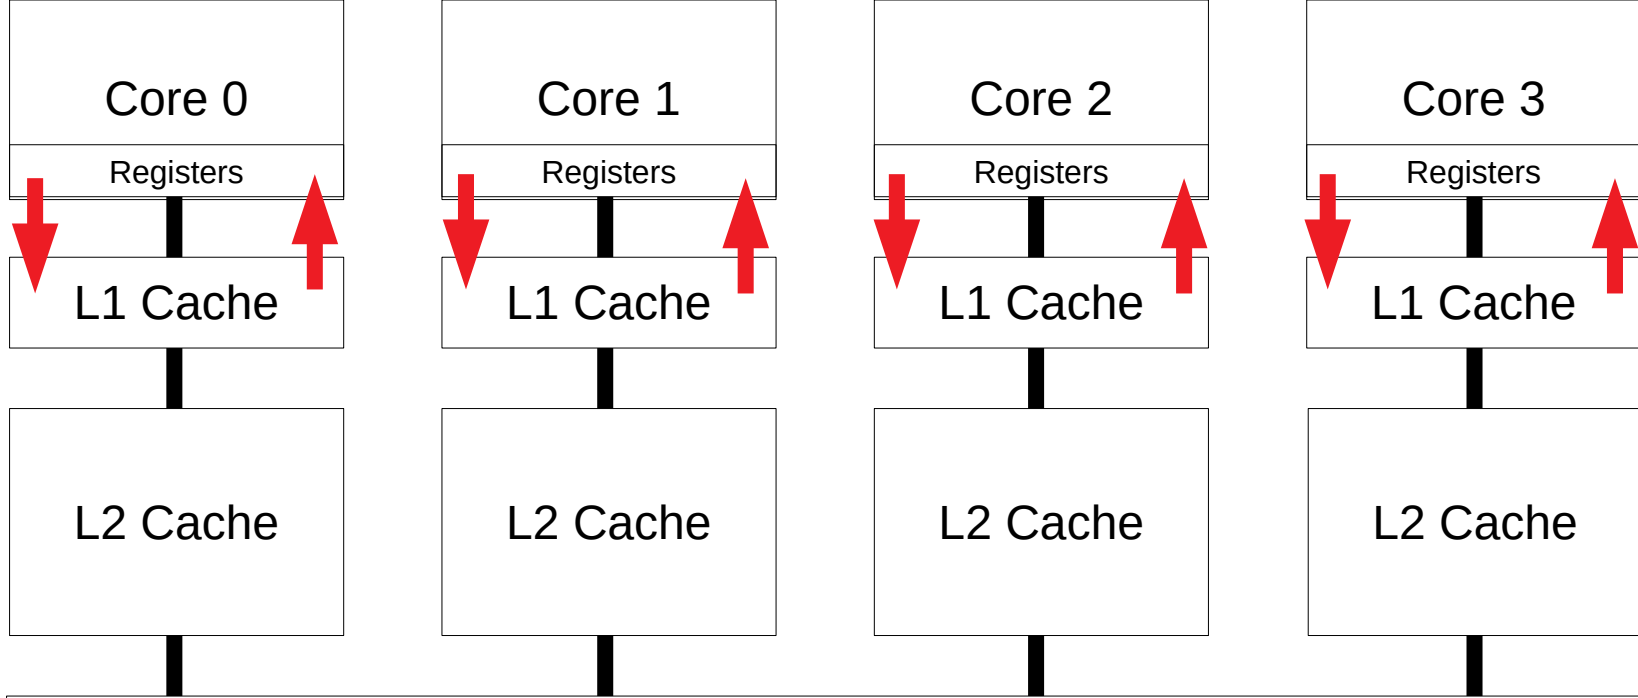 Core 0
Core 1
Core 2
Core 3
Registers
Registers
Registers
Registers
L1 Cache
L1 Cache
L1 Cache
L1 Cache
L2 Cache
L2 Cache
L2 Cache
L2 Cache